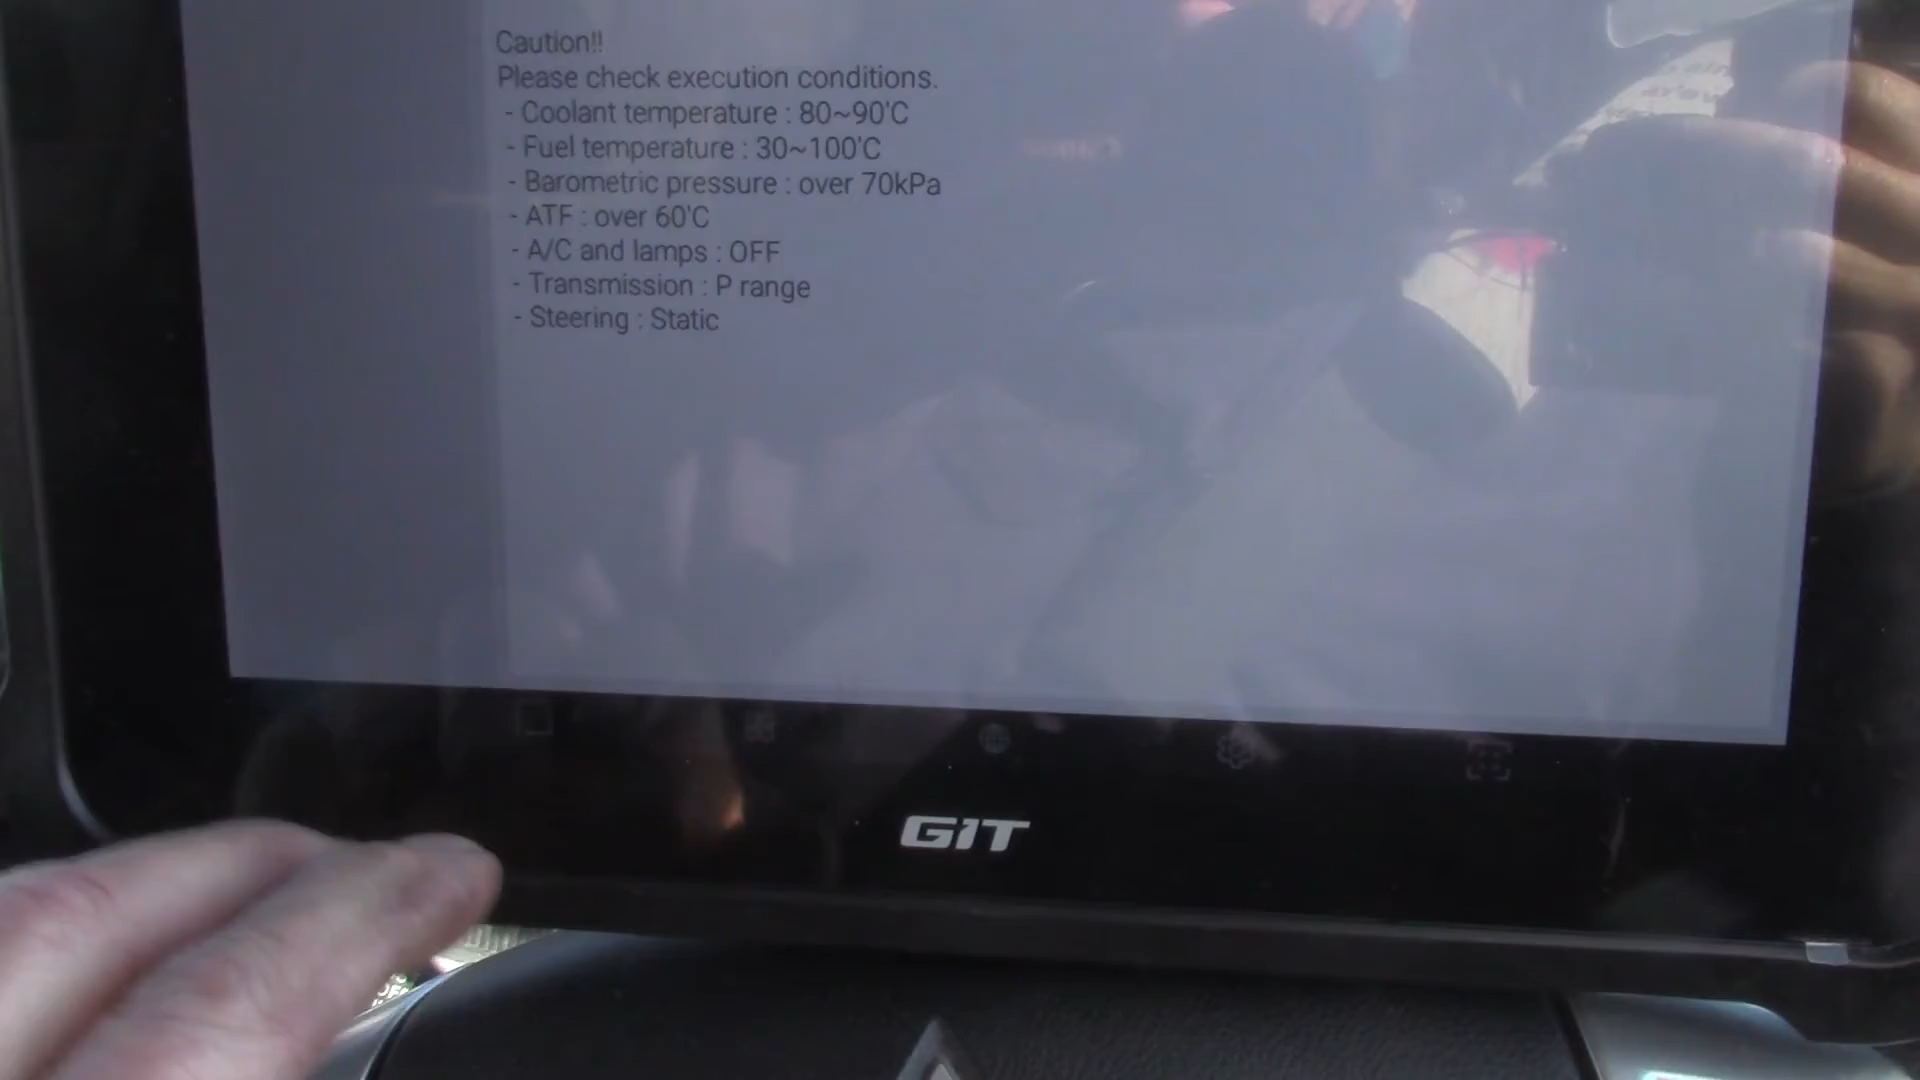 Caution!!
Please check execution conditions.
- Coolant temperature : 80~90'C
- Fuel temperature : 30~100'C
- Barometric pressure : over 70kPa
- ATF : over 60'C
- A/C and lamps : OFF
- Transmission : P range
- Steering : Static
GIT